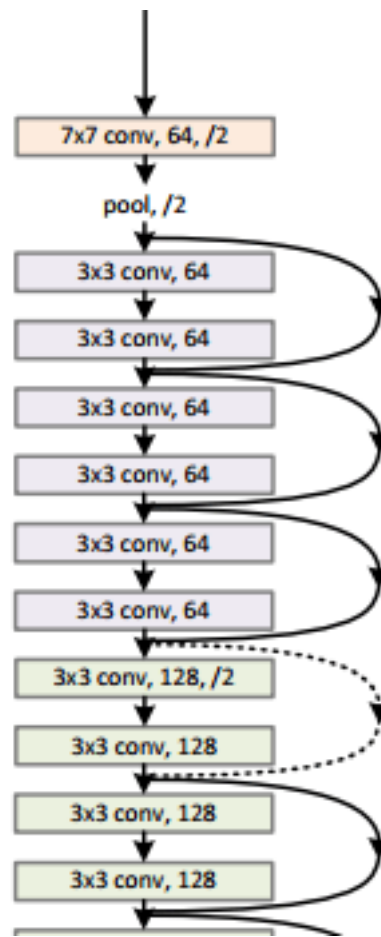 7x7 conv, 64, /2
pool, /2
3x3 conv, 64
3x3 conv, 64
3x3 conv, 64
3x3 conv, 64
3x3 conv, 64
3x3 conv, 64
3x3 conv, 128, /2
3x3 conv, 128
3x3 conv, 128
3x3 conv, 128